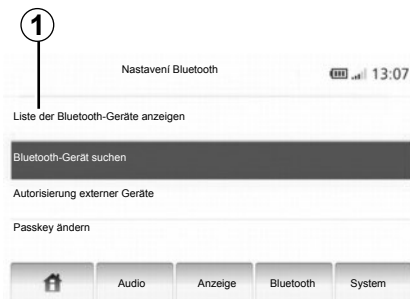 1
Nastavení Bluetooth
13:07
Liste der Bluetooth-Geräte anzeigen
Bluetooth-Gerät suchen
Autorisierung externer Geräte
Passkey ändern
Audio
Anzeige
Bluetooth
System